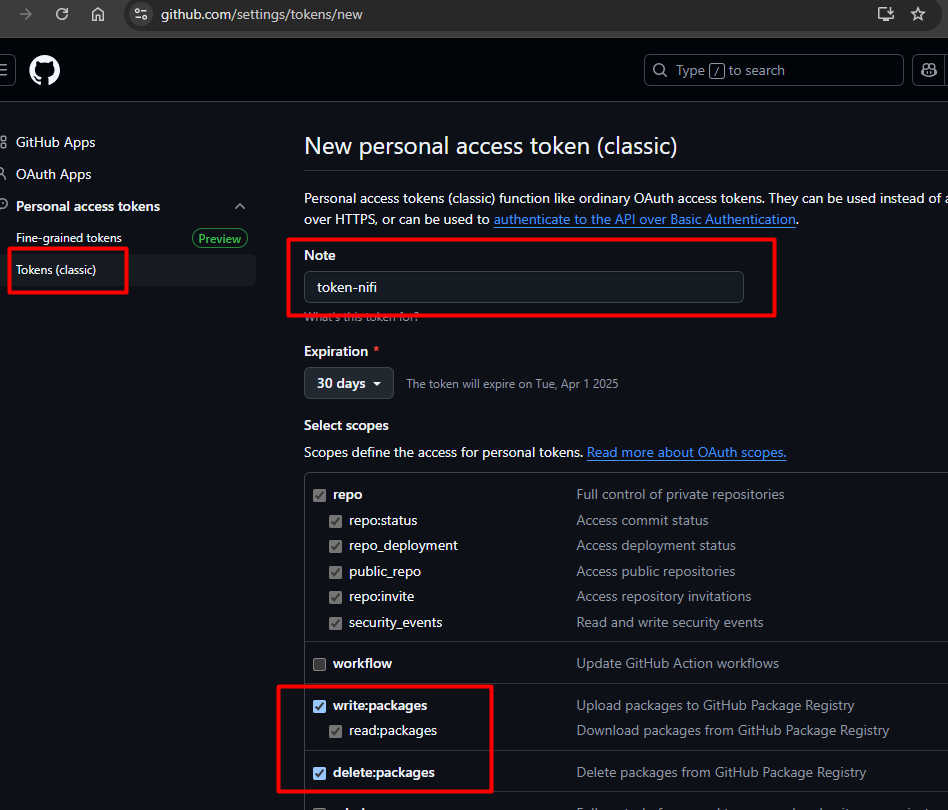 github.com/settings/tokens/new
Type / to search
GitHub Apps
OAuth Apps
Personal access tokens
Fine-grained tokens Preview
Tokens (classic)
New personal access token (classic)
Personal access tokens (classic) function like ordinary OAuth access tokens. They can be used instead of
over HTTPS, or can be used to authenticate to the API over Basic Authentication.
Note
token-nifi
What's this token for?
Expiration *
30 days The token will expire on Tue, Apr 1 2025
Select scopes
Scopes define the access for personal tokens. Read more about OAuth scopes.
repo Full control of private repositories
repo:status Access commit status
repo_deployment Access deployment status
public_repo Access public repositories
repo:invite Access repository invitations
security_events Read and write security events
workflow Update GitHub Action workflows
write:packages Upload packages to GitHub Package Registry
read:packages Download packages from GitHub Package Registry
delete:packages Delete packages from GitHub Package Registry